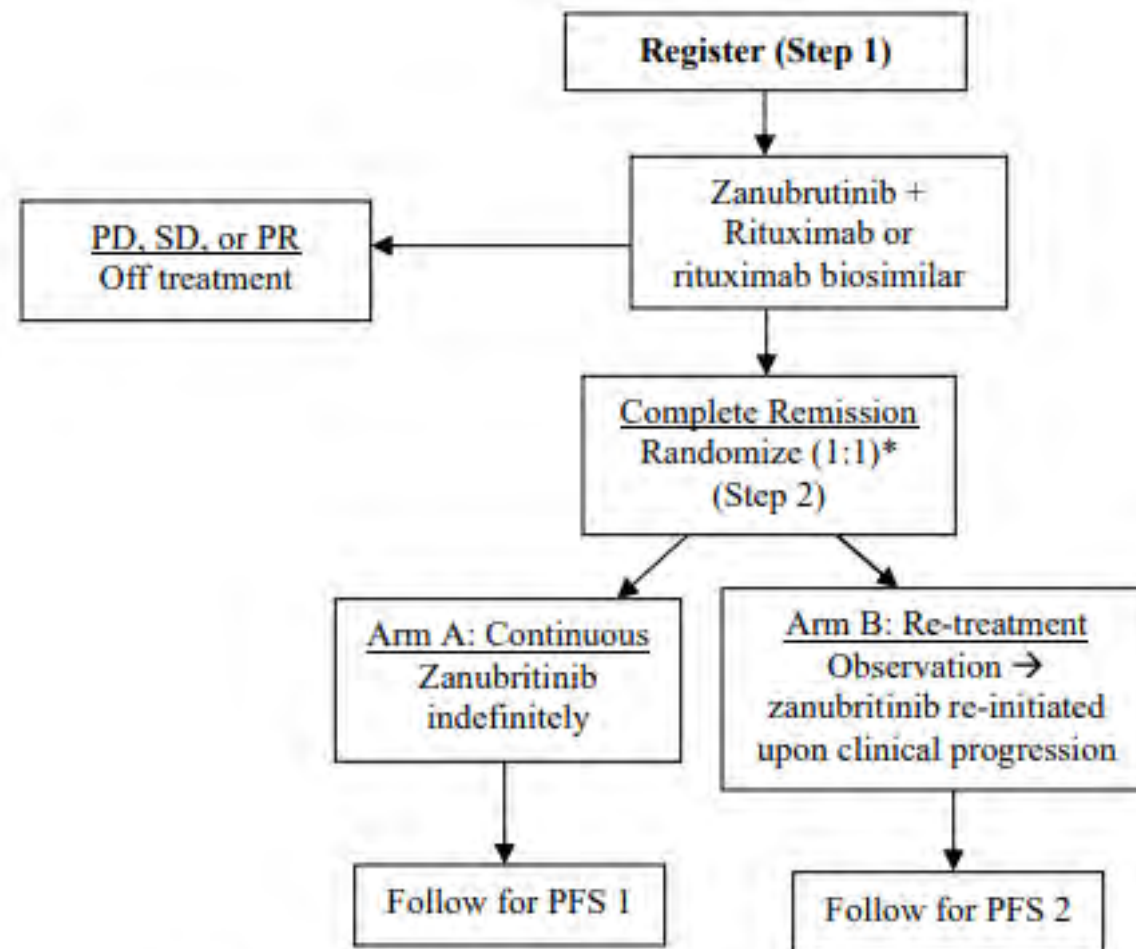 Register (Step 1)
Zanubrutinib +
Rituximab or
rituximab biosimilar
PD, SD, or PR
Off treatment
Complete Remission
Randomize (1:1)*
(Step 2)
Arm A: Continuous
Zanubritinib
indefinitely
Arm B: Re-treatment
Observation →
zanubritinib re-initiated
upon clinical progression
Follow for PFS 1
Follow for PFS 2